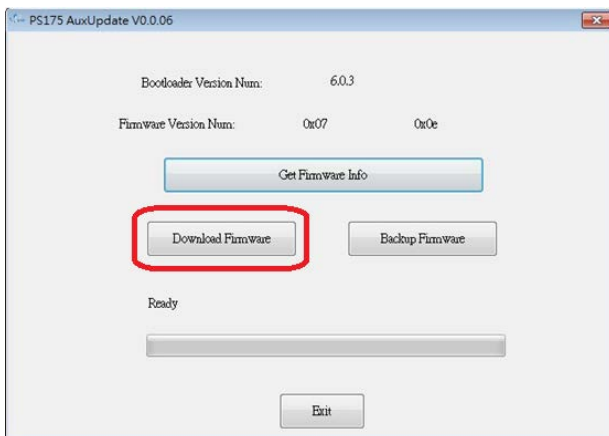 PS175 AuxUpdate V0.0.06
Bootloader Version Num: 6.0.3
Firmware Version Num: 0x07 0x0e
Get Firmware Info
Download Firmware Backup Firmware
Ready
Exit